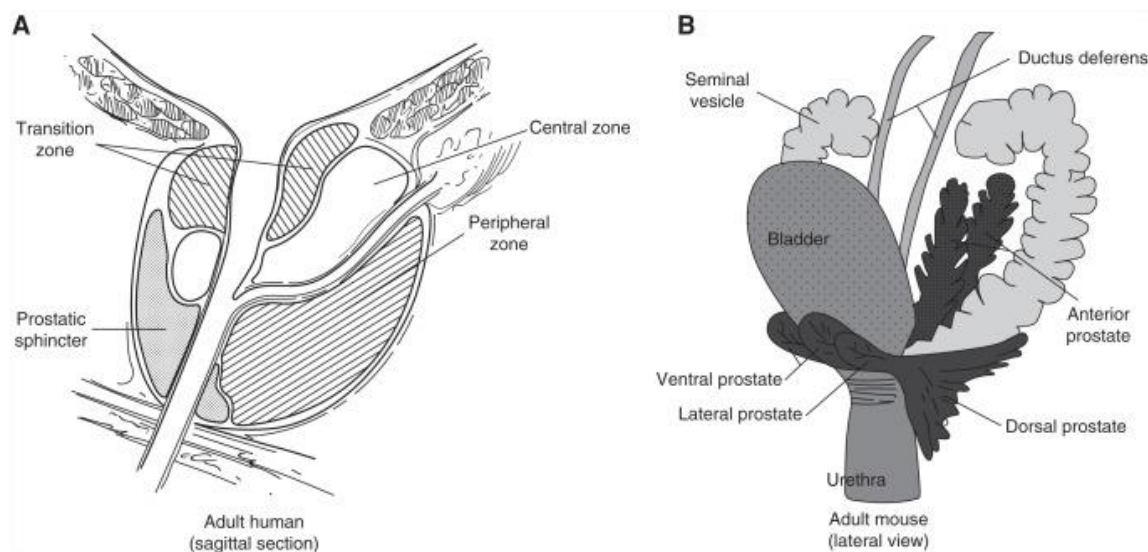 A
Transition
zone
Central zone
Peripheral
zone
Prostatic
sphincter
Adult human
(sagittal section)
B
Ductus deferens
Seminal
vesicle
Bladder
Anterior
prostate
Ventral prostate
Lateral prostate
Dorsal prostate
Urethra
Adult mouse
(lateral view)